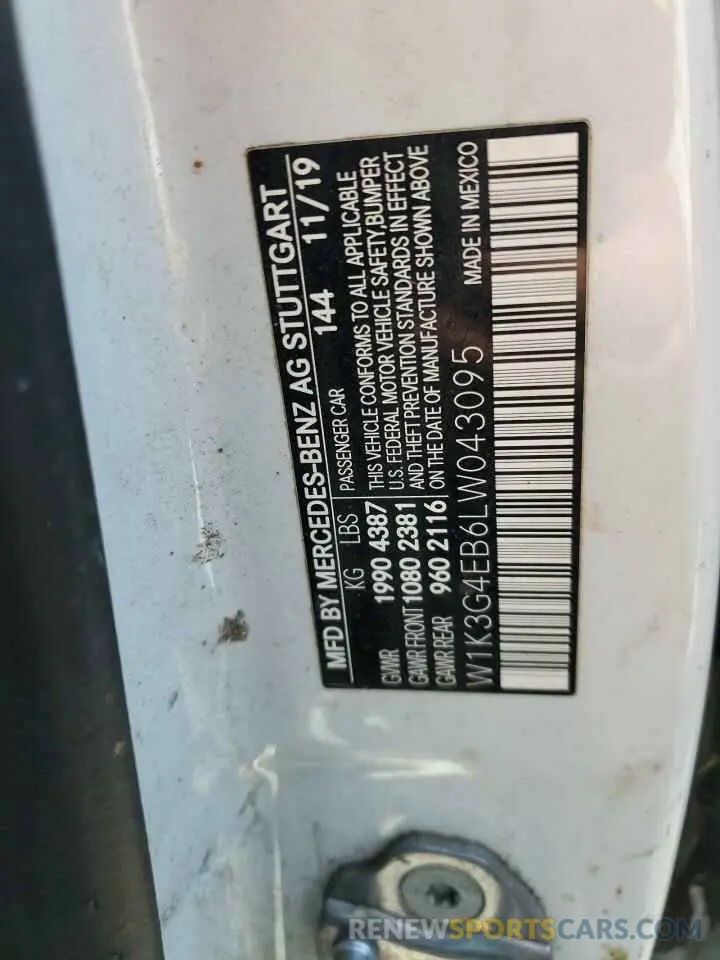 MFD BY MERCEDES-BENZ AG STUTTGART
144 11/19
KG LBS PASSENGER CAR
GVWR 1990 4387 THIS VEHICLE CONFORMS TO ALL APPLICABLE
U.S. FEDERAL MOTOR VEHICLE SAFETY,BUMPER
GAWR FRONT 1080 2381 AND THEFT PREVENTION STANDARDS IN EFFECT
GAWR REAR 960 2116 ON THE DATE OF MANUFACTURE SHOWN ABOVE
W1K3G4EB6LW043095 MADE IN MEXICO
RENEWSPORTSCARS.COM